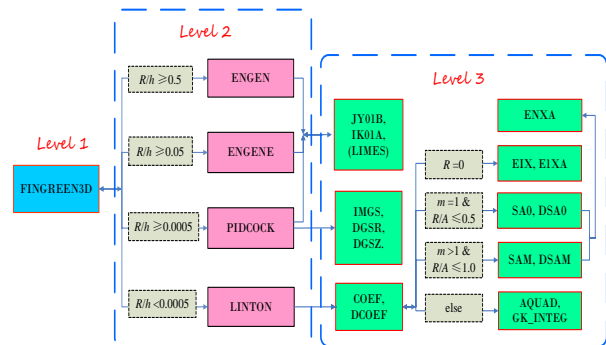 Level 1
FINGREEN3D
Level 2
R/h ≥0.5
ENGEN
R/h ≥0.05
ENGENE
R/h ≥0.0005
PIDCOCK
R/h <0.0005
LINTON
Level 3
JY01B,
IK01A,
(LIMES)
IMGS,
DGSR,
DGSZ.
COEF,
DCOEF
ENXA
R =0
EIX, E1XA
m =1 &
R/A ≤0.5
SA0, DSA0
m >1 &
R/A ≤1.0
SAM, DSAM
else
AQUAD,
GK_INTEG